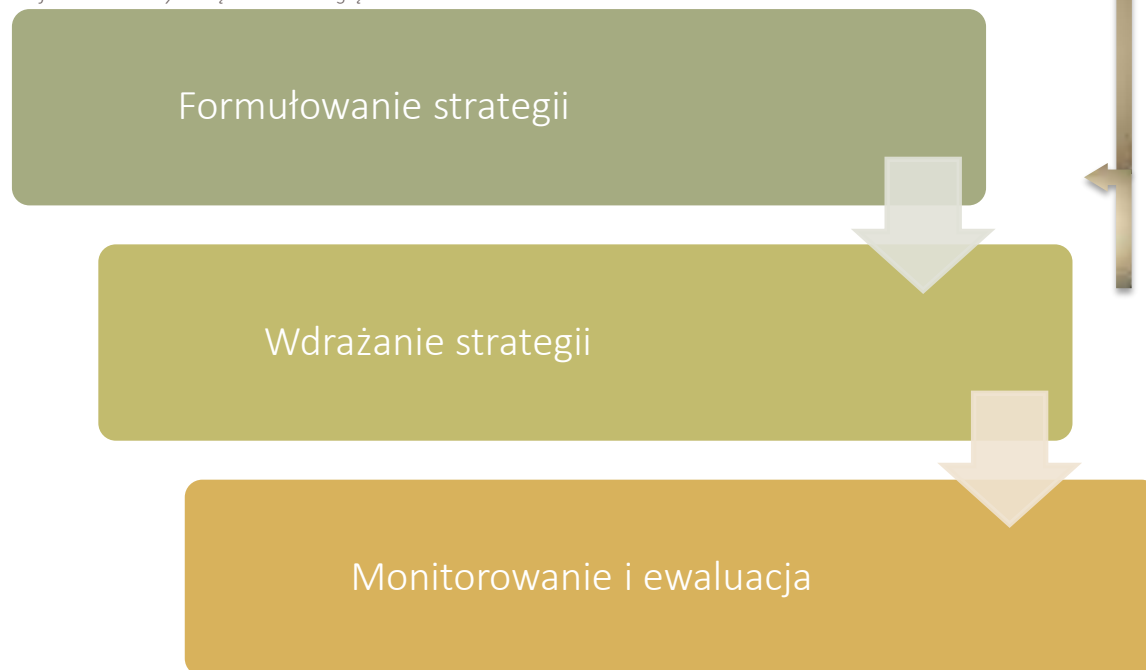 Formułowanie strategii
Wdrażanie strategii
Monitorowanie i ewaluacja